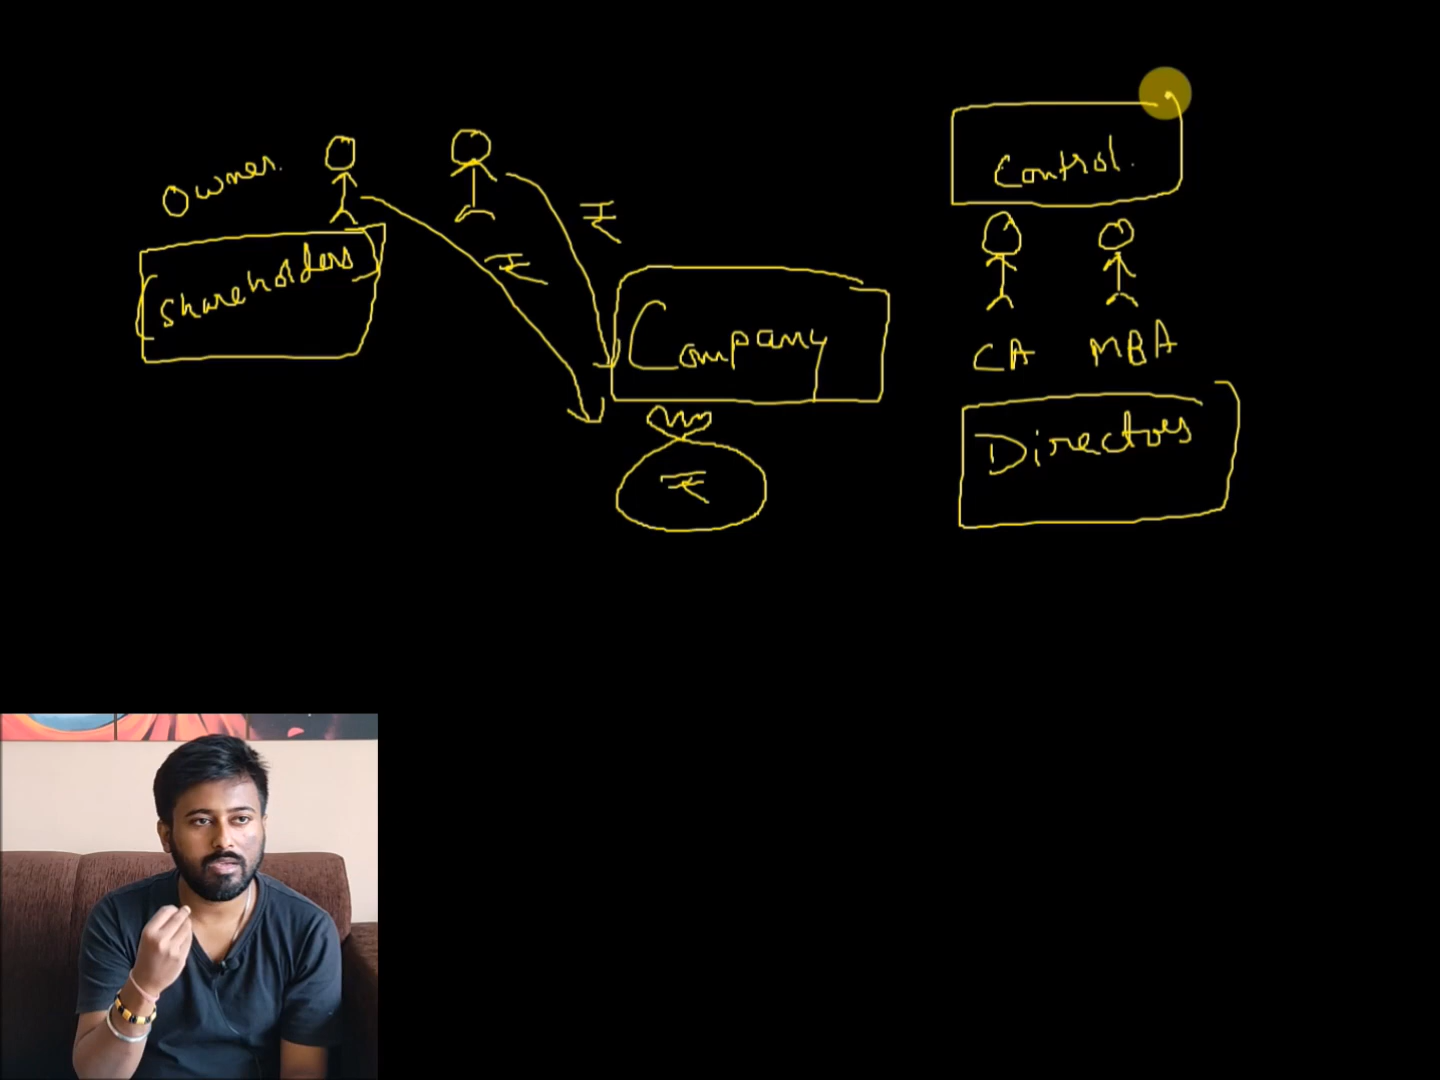 Owner.
(Shareholders)
₹
₹
Company
₹
Control.
CA MBA
Directors